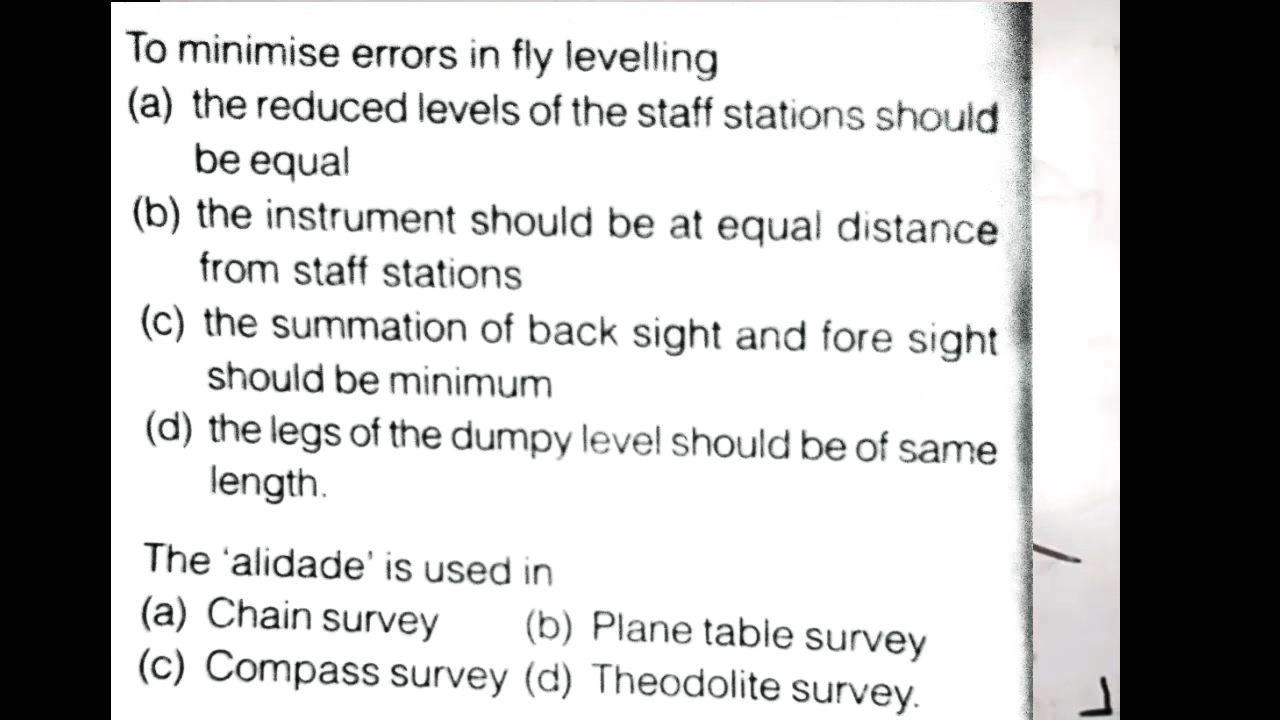 To minimise errors in fly levelling
(a) the reduced levels of the staff stations should
be equal
(b) the instrument should be at equal distance
from staff stations
(c) the summation of back sight and fore sight
should be minimum
(d) the legs of the dumpy level should be of same
length.
The ‘alidade’ is used in
(a) Chain survey (b) Plane table survey
(c) Compass survey (d) Theodolite survey.